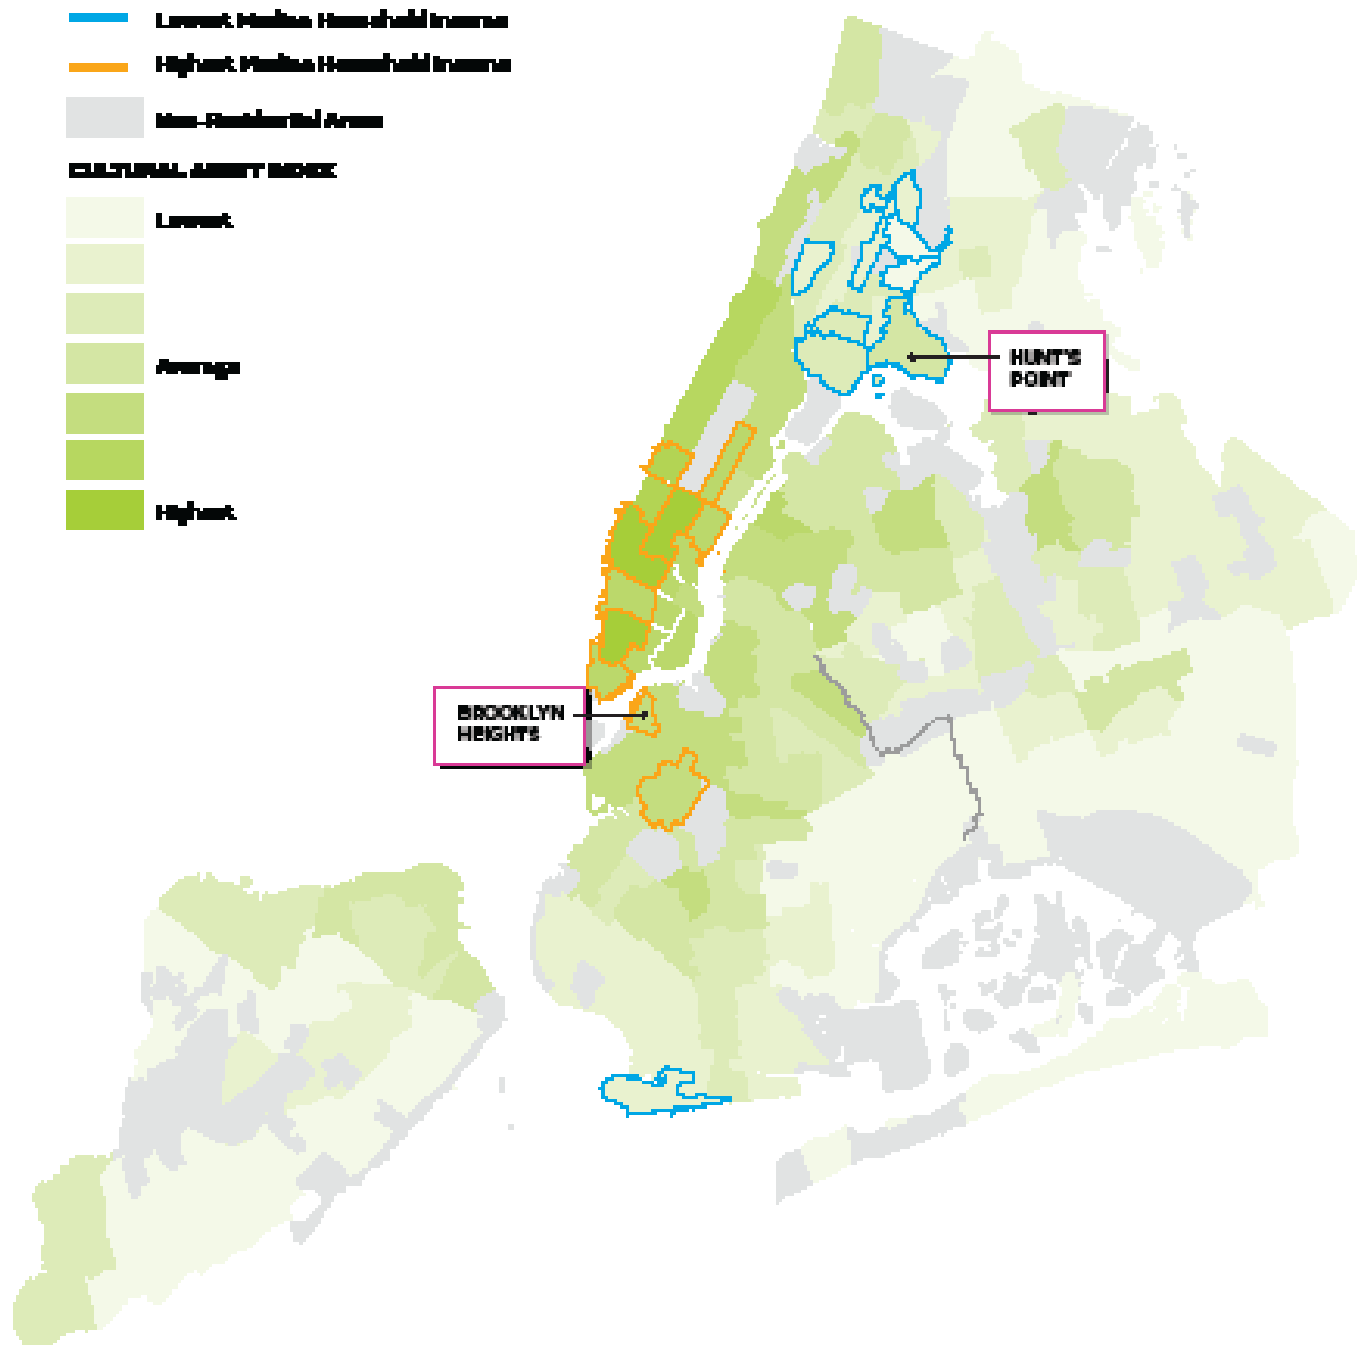 Lowest Median Household Income
Highest Median Household Income
Non-Residential Areas
CULTURAL ASSET INDEX
Lowest
Average
Highest
HUNT'S
POINT
BROOKLYN
HEIGHTS